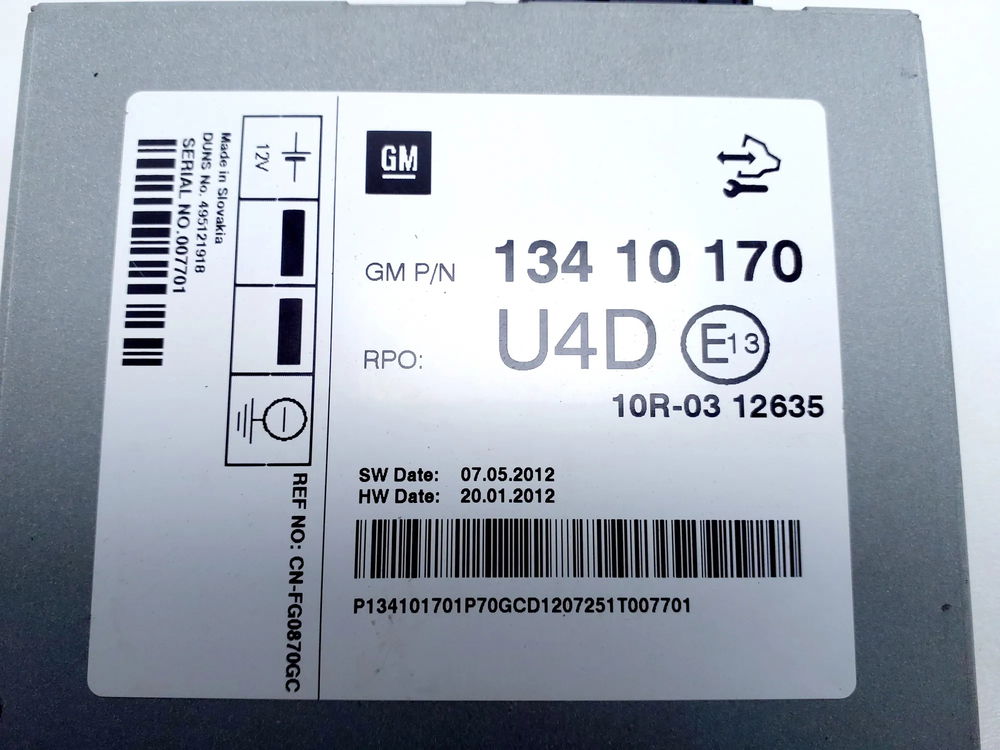 GM
GM P/N 134 10 170
RPO: U4D E13
10R-03 12635
SW Date: 07.05.2012
HW Date: 20.01.2012
P134101701P70GCD1207251T007701
12V
Made in Slovakia
DUNS No. 495121918
SERIAL NO.007701
REF NO: CN-FG0870GC